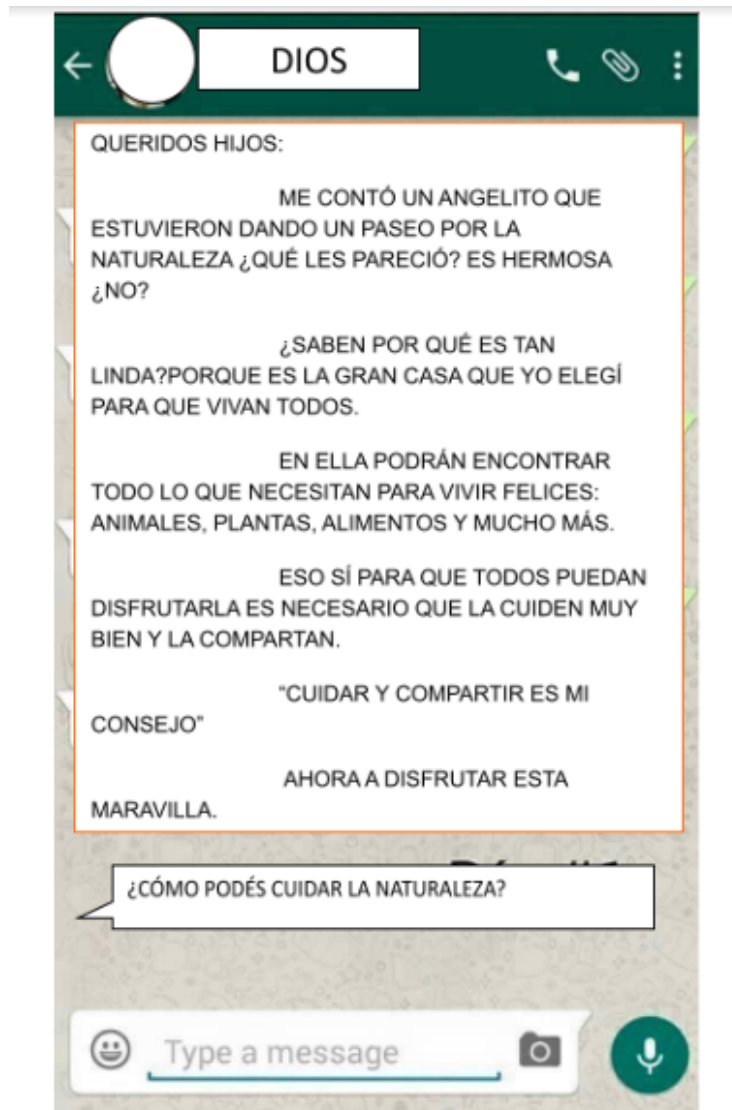 DIOS
QUERIDOS HIJOS:
ME CONTÓ UN ANGELITO QUE
ESTUVIERON DANDO UN PASEO POR LA
NATURALEZA ¿QUÉ LES PARECIÓ? ES HERMOSA
¿NO?
¿SABEN POR QUÉ ES TAN
LINDA?PORQUE ES LA GRAN CASA QUE YO ELEGÍ
PARA QUE VIVAN TODOS.
EN ELLA PODRÁN ENCONTRAR
TODO LO QUE NECESITAN PARA VIVIR FELICES:
ANIMALES, PLANTAS, ALIMENTOS Y MUCHO MÁS.
ESO SÍ PARA QUE TODOS PUEDAN
DISFRUTARLA ES NECESARIO QUE LA CUIDEN MUY
BIEN Y LA COMPARTAN.
“CUIDAR Y COMPARTIR ES MI
CONSEJO”
AHORA A DISFRUTAR ESTA
MARAVILLA.
¿CÓMO PODÉS CUIDAR LA NATURALEZA?
Type a message